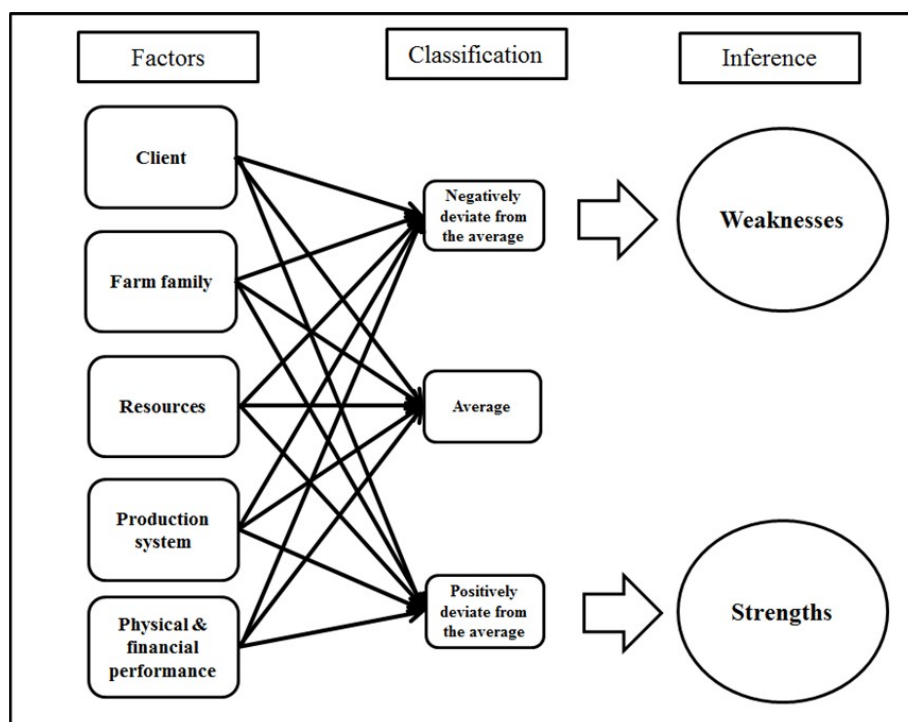 Factors
Classification
Inference
Client
Farm family
Resources
Production
system
Physical &
financial
performance
Negatively
deviate from
the average
Average
Positively
deviate from
the average
Weaknesses
Strengths